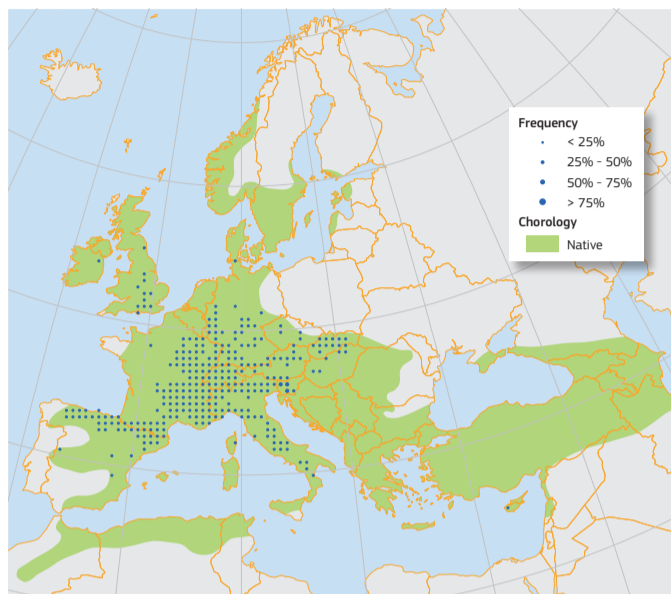 Frequency
< 25%
25% - 50%
50% - 75%
> 75%
Chorology
Native